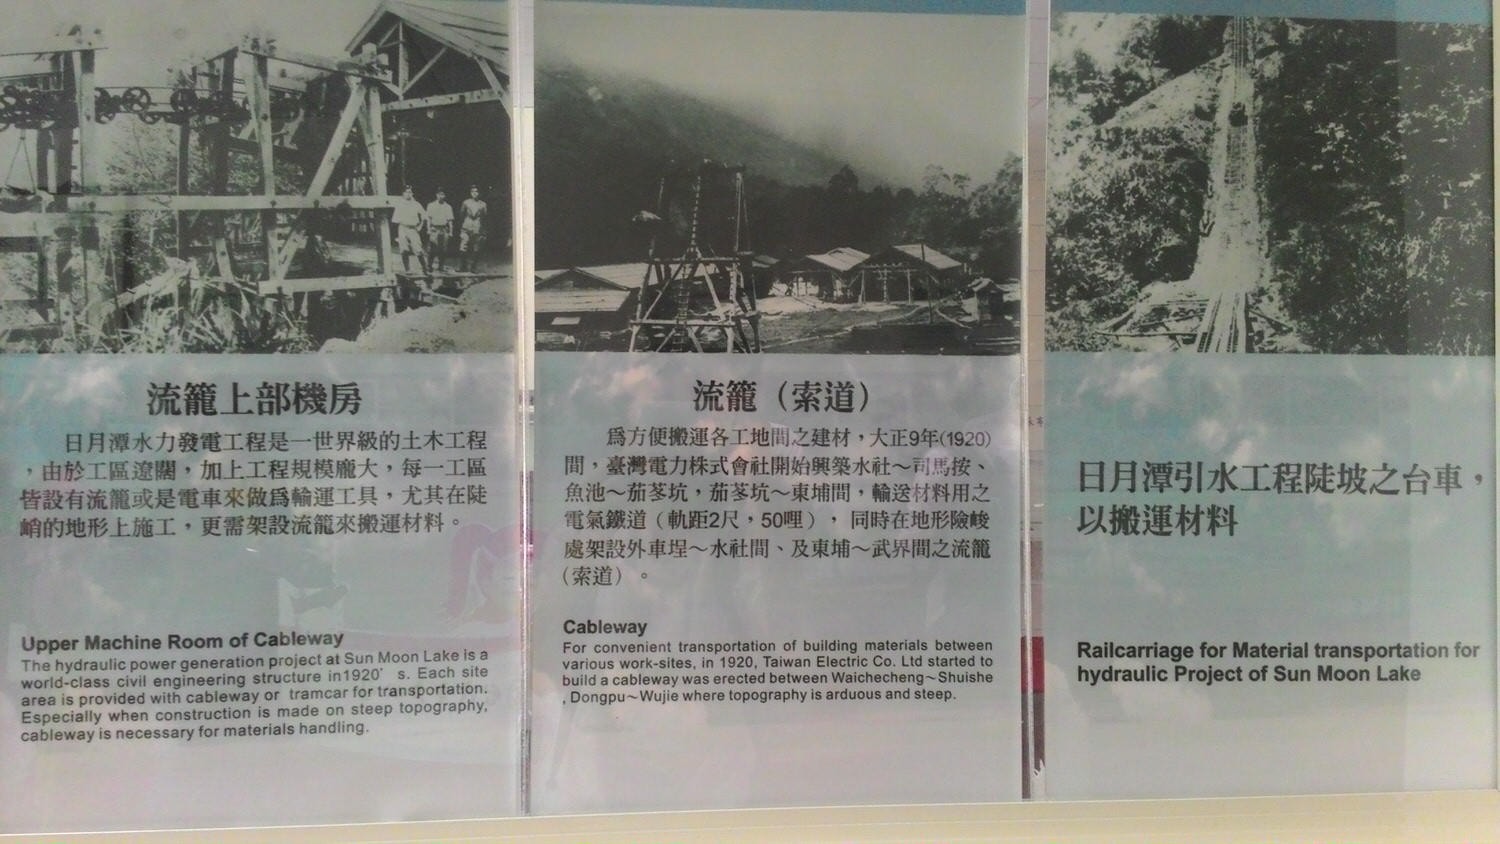 流籠上部機房
日月潭水力發電工程是一世界級的土木工程
，由於工區遼闊，加上工程規模龐大，每一工區
皆設有流籠或是電車來做爲輸運工具，尤其在陡
峭的地形上施工，更需架設流籠來搬運材料。
Upper Machine Room of Cableway
The hydraulic power generation project at Sun Moon Lake is a
world-class civil engineering structure in1920’s. Each site
area is provided with cableway or tramcar for transportation.
Especially when construction is made on steep topography,
cableway is necessary for materials handling.
流籠（索道）
爲方便搬運各工地間之建材，大正9年(1920)
間，臺灣電力株式會社開始興築水社～司馬按、
魚池～茄苳坑，茄苳坑～東埔間，輸送材料用之
電氣鐵道（軌距2尺，50哩），同時在地形險峻
處架設外車埕～水社間、及東埔～武界間之流籠
（索道）。
Cableway
For convenient transportation of building materials between
various work-sites, in 1920, Taiwan Electric Co. Ltd started to
build a cableway was erected between Waichecheng~Shuishe
, Dongpu~Wujie where topography is arduous and steep.
日月潭引水工程陡坡之台車，
以搬運材料
Railcarriage for Material transportation for
hydraulic Project of Sun Moon Lake